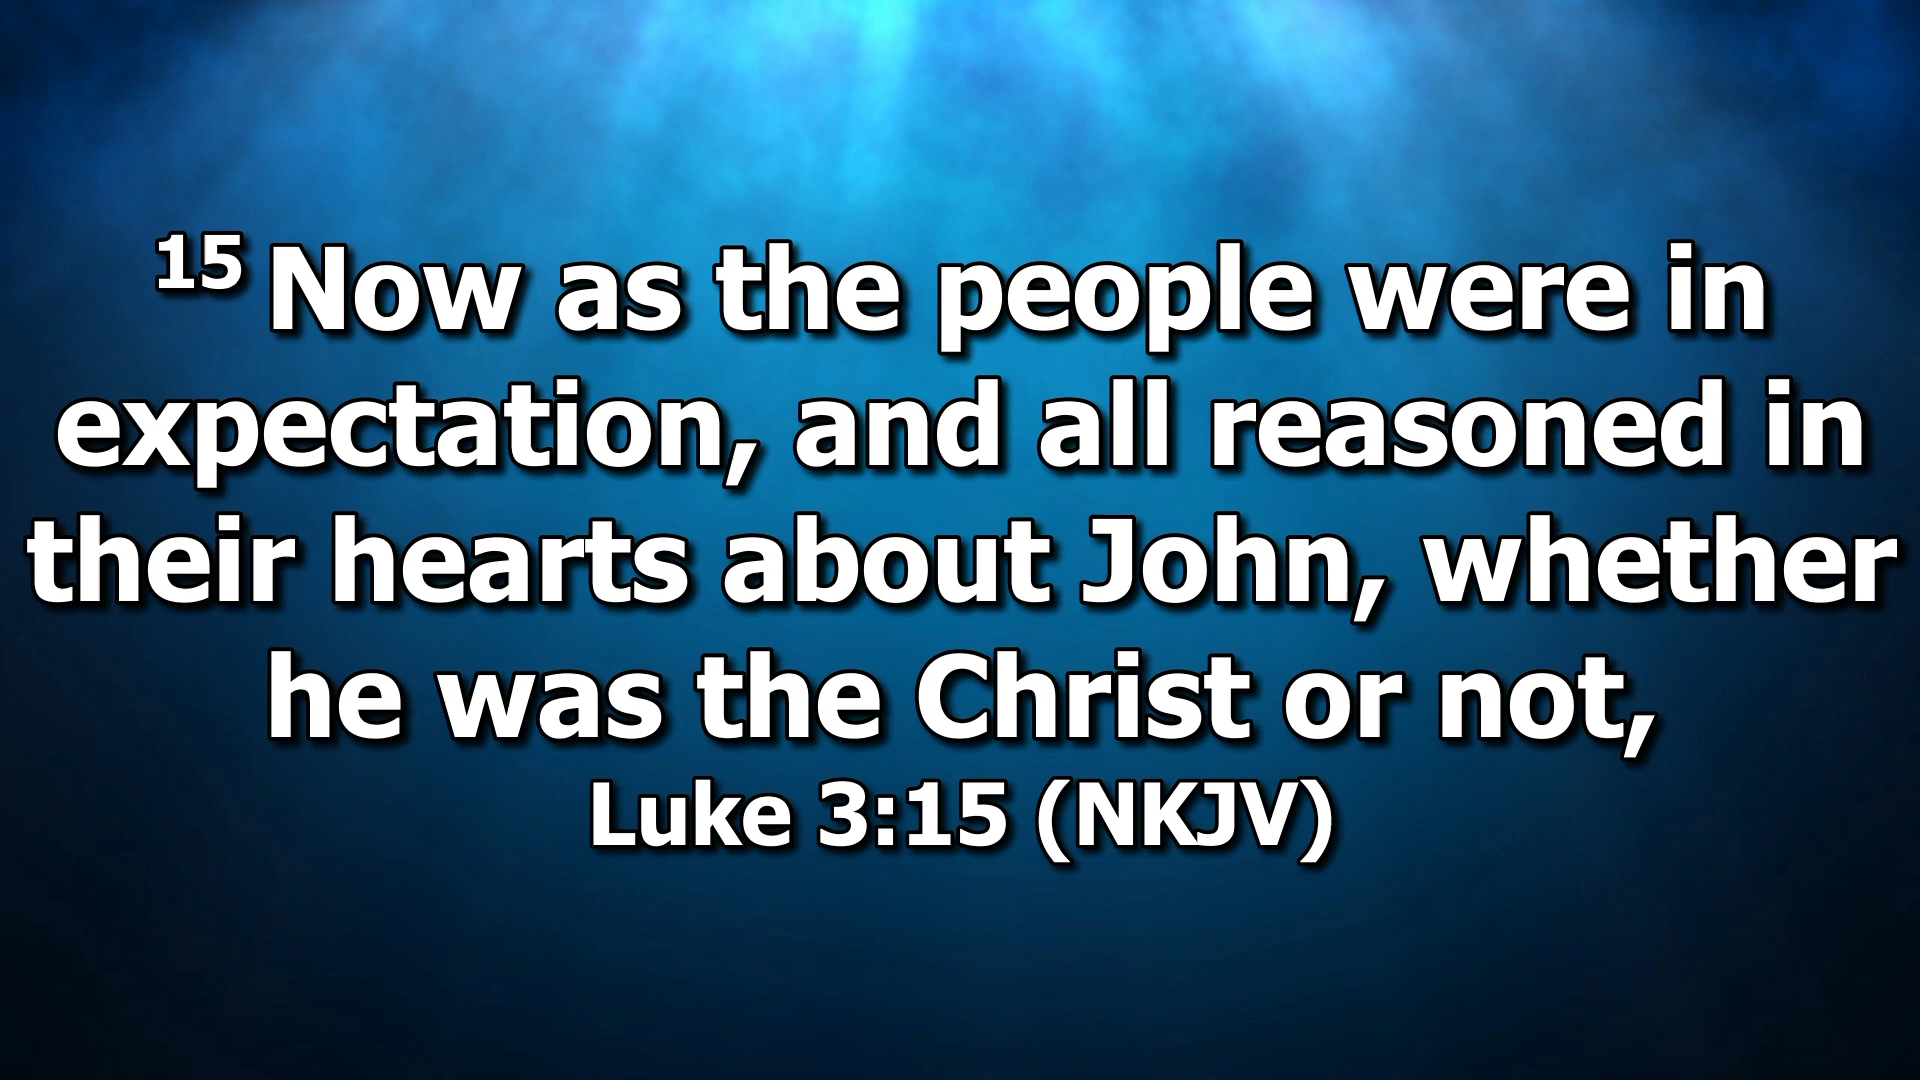 15 Now as the people were in
expectation, and all reasoned in
their hearts about John, whether
he was the Christ or not,
Luke 3:15 (NKJV)